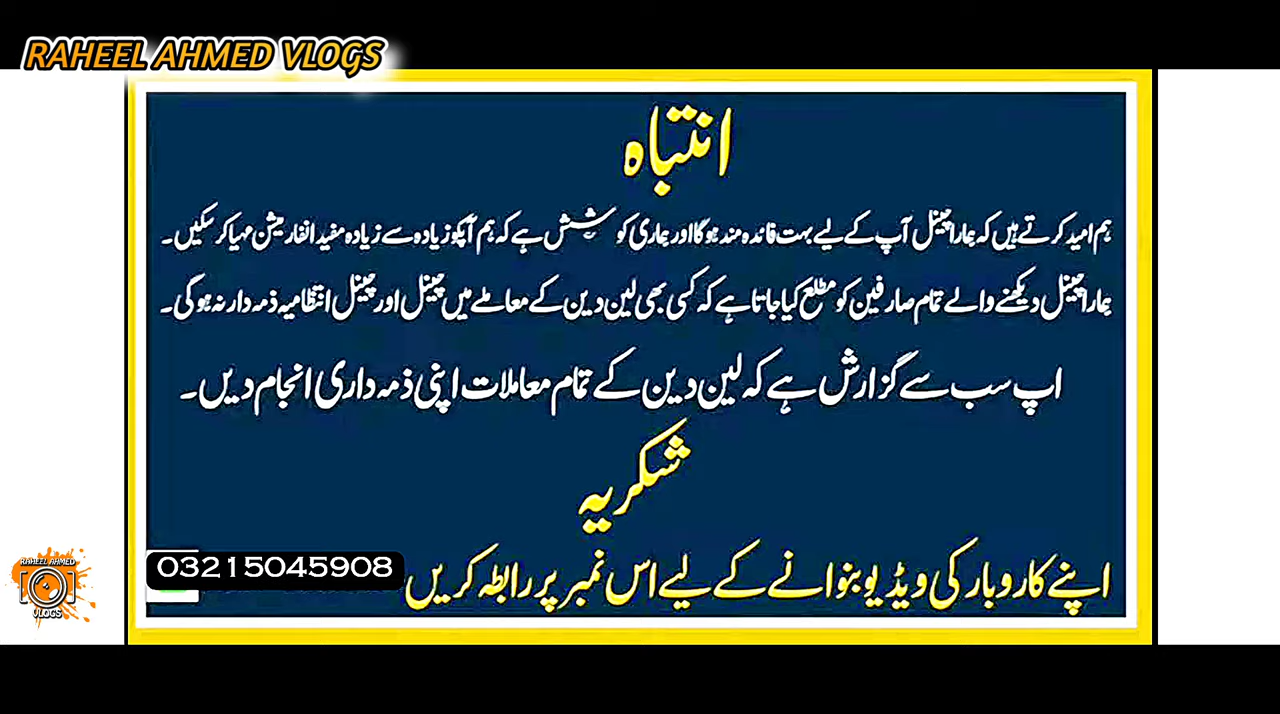 RAHEEL AHMED VLOGS
انتباہ
ہم امید کرتے ہیں کہ ہمارا چینل آپ کے لیے بہت فائدہ مند ہوگا اور ہماری کوشش ہے کہ ہم آپکو زیادہ سے زیادہ مفید انفارمیشن مہیا کر سکیں۔
ہمارا چینل دیکھنے والے تمام صارفین کو مطلع کیا جاتا ہے کہ کسی بھی لین دین کے معاملے میں چینل اور چینل انتظامیہ ذمہ دار نہ ہوگی۔
اپ سب سے گزارش ہے کہ لین دین کے تمام معاملات اپنی ذمہ داری انجام دیں۔
شکریہ
اپنے کاروبار کی ویڈیو بنوانے کے لیے اس نمبر پر رابطہ کریں
03215045908
RAHEEL AHMED
VLOGS